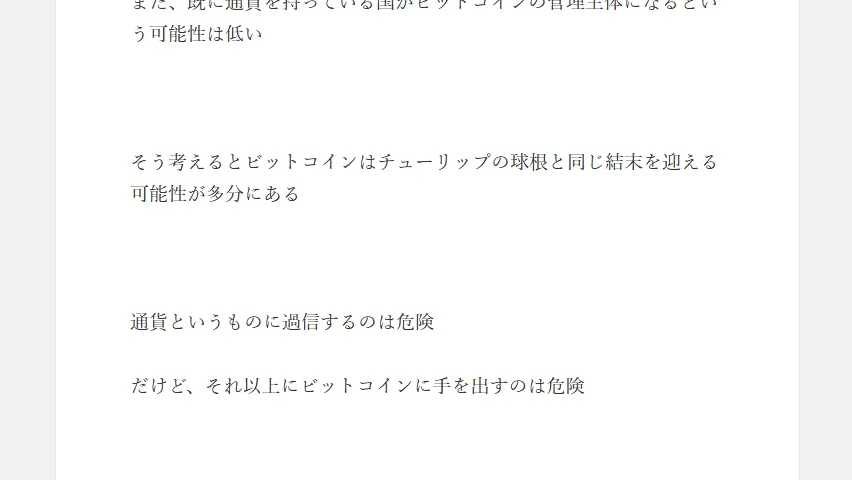 また、既に通貨を持っている国がビットコインの管理主体になるとい
う可能性は低い
そう考えるとビットコインはチューリップの球根と同じ結末を迎える
可能性が多分にある
通貨というものに過信するのは危険
だけど、それ以上にビットコインに手を出すのは危険